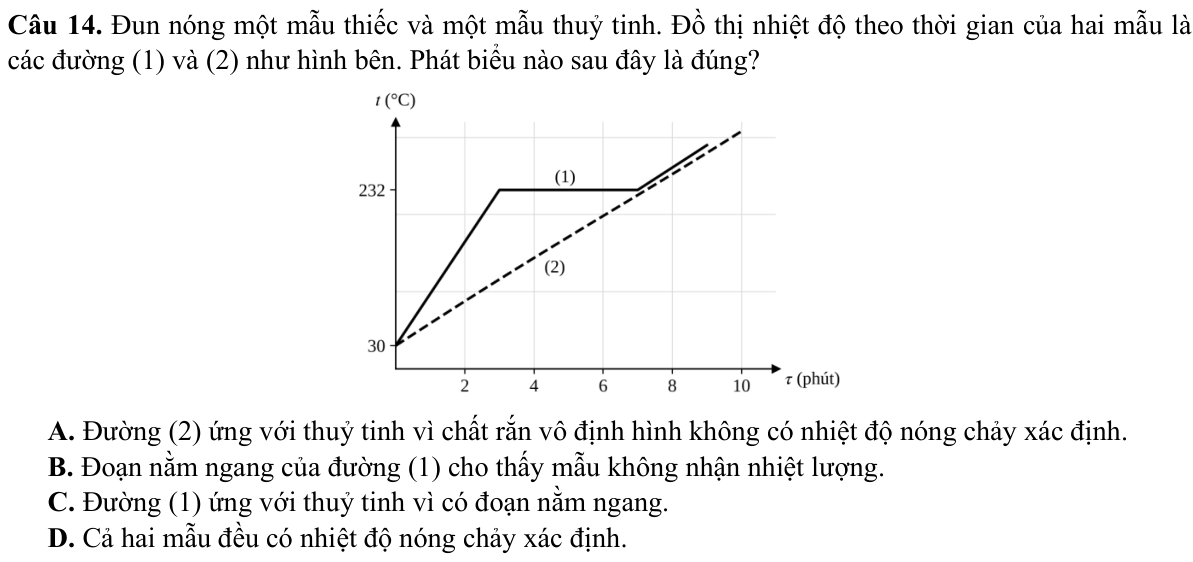 Câu 14. Đun nóng một mẫu thiếc và một mẫu thuỷ tinh. Đồ thị nhiệt độ theo thời gian của hai mẫu là
các đường (1) và (2) như hình bên. Phát biểu nào sau đây là đúng?
t (°C)
(1)
232
(2)
30
2 4 6 8 10 τ (phút)
A. Đường (2) ứng với thuỷ tinh vì chất rắn vô định hình không có nhiệt độ nóng chảy xác định.
B. Đoạn nằm ngang của đường (1) cho thấy mẫu không nhận nhiệt lượng.
C. Đường (1) ứng với thuỷ tinh vì có đoạn nằm ngang.
D. Cả hai mẫu đều có nhiệt độ nóng chảy xác định.